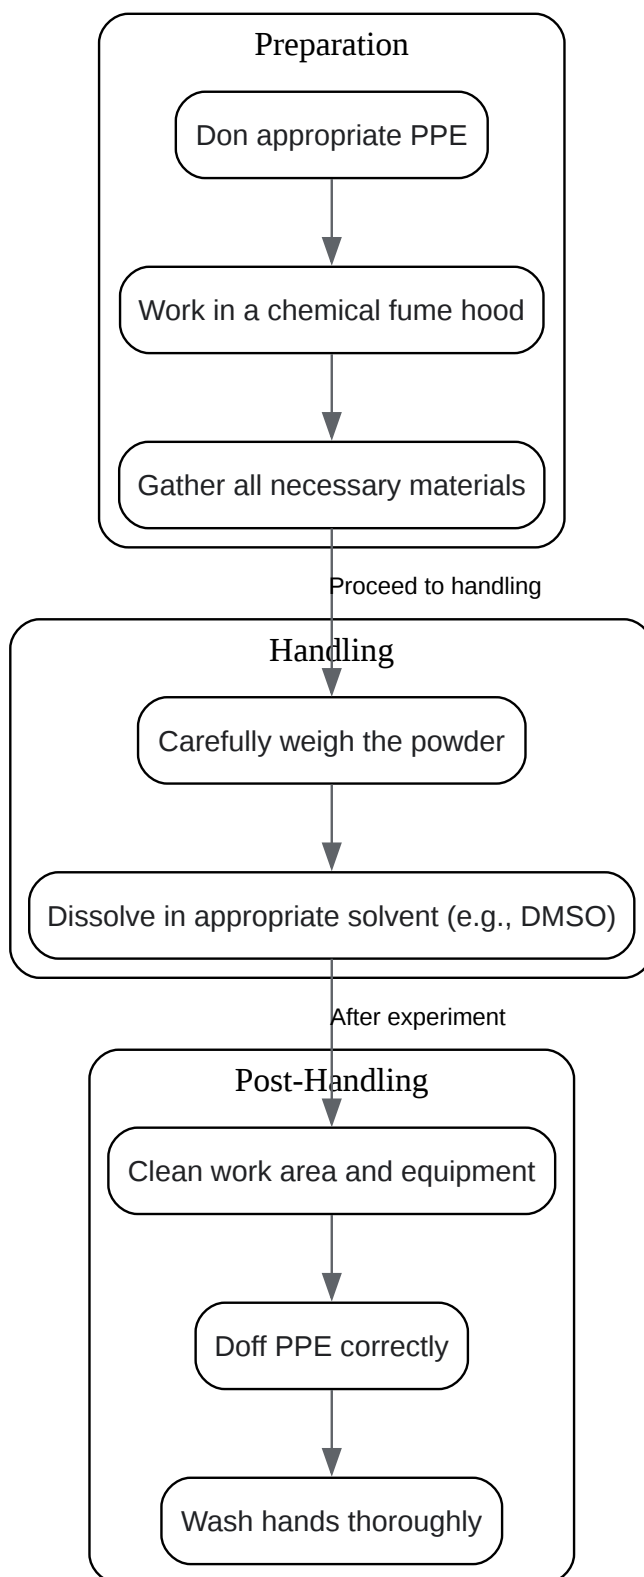 Preparation
Don appropriate PPE
Work in a chemical fume hood
Gather all necessary materials
Proceed to handling
Handling
Carefully weigh the powder
Dissolve in appropriate solvent (e.g., DMSO)
After experiment
Post-Handling
Clean work area and equipment
Doff PPE correctly
Wash hands thoroughly